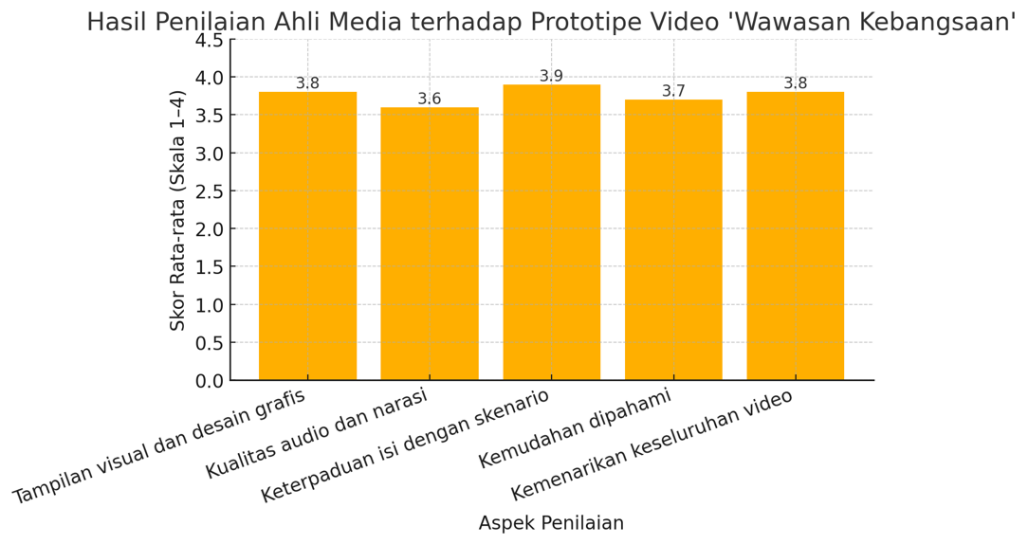 Hasil Penilaian Ahli Media terhadap Prototipe Video 'Wawasan Kebangsaan'
Skor Rata-rata (Skala 1–4)
4.5
4.0
3.5
3.0
2.5
2.0
1.5
1.0
0.5
0.0
3.8
3.6
3.9
3.7
3.8
Tampilan visual dan desain grafis
Kualitas audio dan narasi
Keterpaduan isi dengan skenario
Kemudahan dipahami
Kemenarikan keseluruhan video
Aspek Penilaian